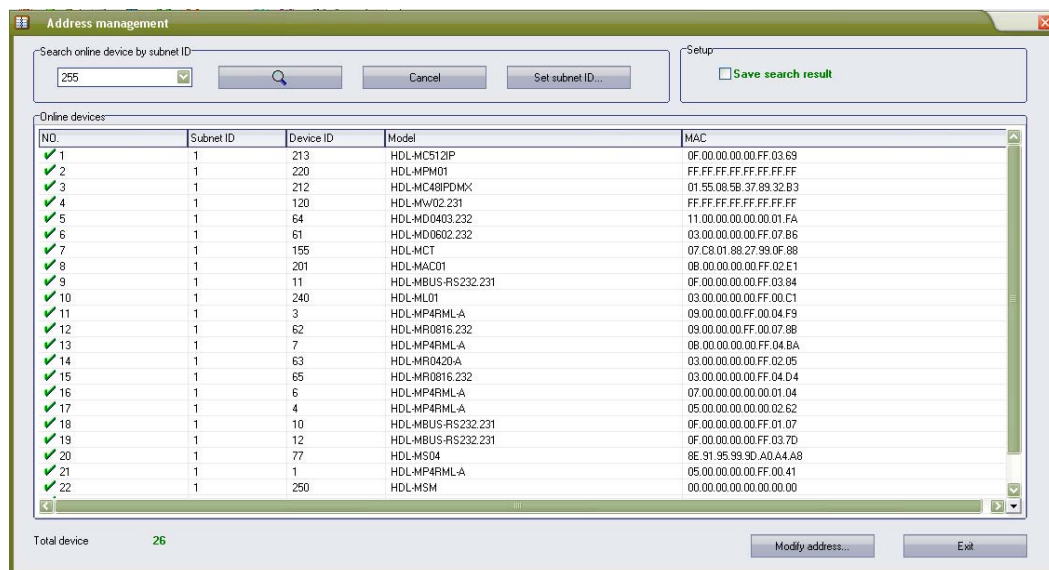 Address management
Search online device by subnet ID
Setup
255
Cancel
Set subnet ID...
Save search result
Online devices
NO. Subnet ID Device ID Model MAC
1 1 213 HDL-MC512IP 0F.00.00.00.00.FF.03.69
2 1 220 HDL-MPM01 FF.FF.FF.FF.FF.FF.FF.FF
3 1 212 HDL-MC48IPDMX 01.55.08.5B.37.89.32.B3
4 1 120 HDL-MW02.231 FF.FF.FF.FF.FF.FF.FF.FF
5 1 64 HDL-MD0403.232 11.00.00.00.00.00.01.FA
6 1 61 HDL-MD0602.232 03.00.00.00.00.FF.07.B6
7 1 155 HDL-MCT 07.C8.01.88.27.99.0F.88
8 1 201 HDL-MAC01 0B.00.00.00.00.FF.02.E1
9 1 11 HDL-MBUS-RS232.231 0F.00.00.00.00.FF.03.84
10 1 240 HDL-ML01 03.00.00.00.00.FF.00.C1
11 1 3 HDL-MP4RML-A 09.00.00.00.00.FF.00.04.F9
12 1 62 HDL-MR0816.232 09.00.00.00.FF.00.07.8B
13 1 7 HDL-MP4RML-A 0B.00.00.00.00.FF.04.BA
14 1 63 HDL-MR0420-A 03.00.00.00.00.FF.02.05
15 1 65 HDL-MR0816.232 03.00.00.00.00.FF.04.D4
16 1 6 HDL-MP4RML-A 07.00.00.00.00.00.01.04
17 1 4 HDL-MP4RML-A 05.00.00.00.00.00.02.62
18 1 10 HDL-MBUS-RS232.231 0F.00.00.00.00.FF.01.07
19 1 12 HDL-MBUS-RS232.231 0F.00.00.00.00.FF.03.7D
20 1 77 HDL-MS04 8E.91.95.99.9D.A0.A4.A8
21 1 1 HDL-MP4RML-A 05.00.00.00.00.FF.00.41
22 1 250 HDL-MSM 00.00.00.00.00.00.00.00
Total device 26
Modify address...
Exit